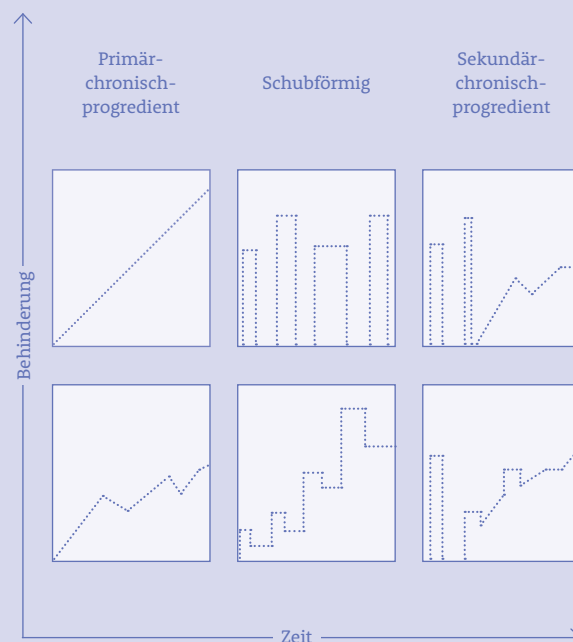 Primär-
chronisch-
progredient
Schubförmig
Sekundär-
chronisch-
progredient
Behinderung
Zeit